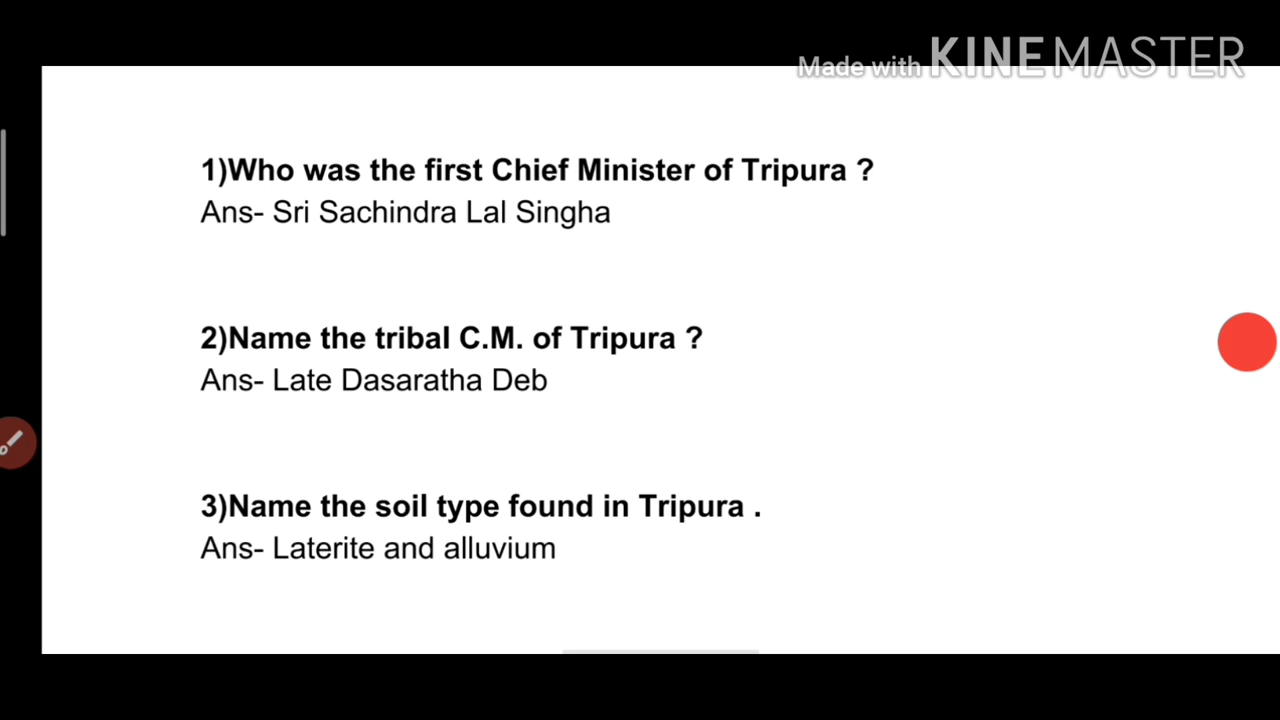 Made with KINEMASTER
1)Who was the first Chief Minister of Tripura ?
Ans- Sri Sachindra Lal Singha
2)Name the tribal C.M. of Tripura ?
Ans- Late Dasaratha Deb
3)Name the soil type found in Tripura .
Ans- Laterite and alluvium